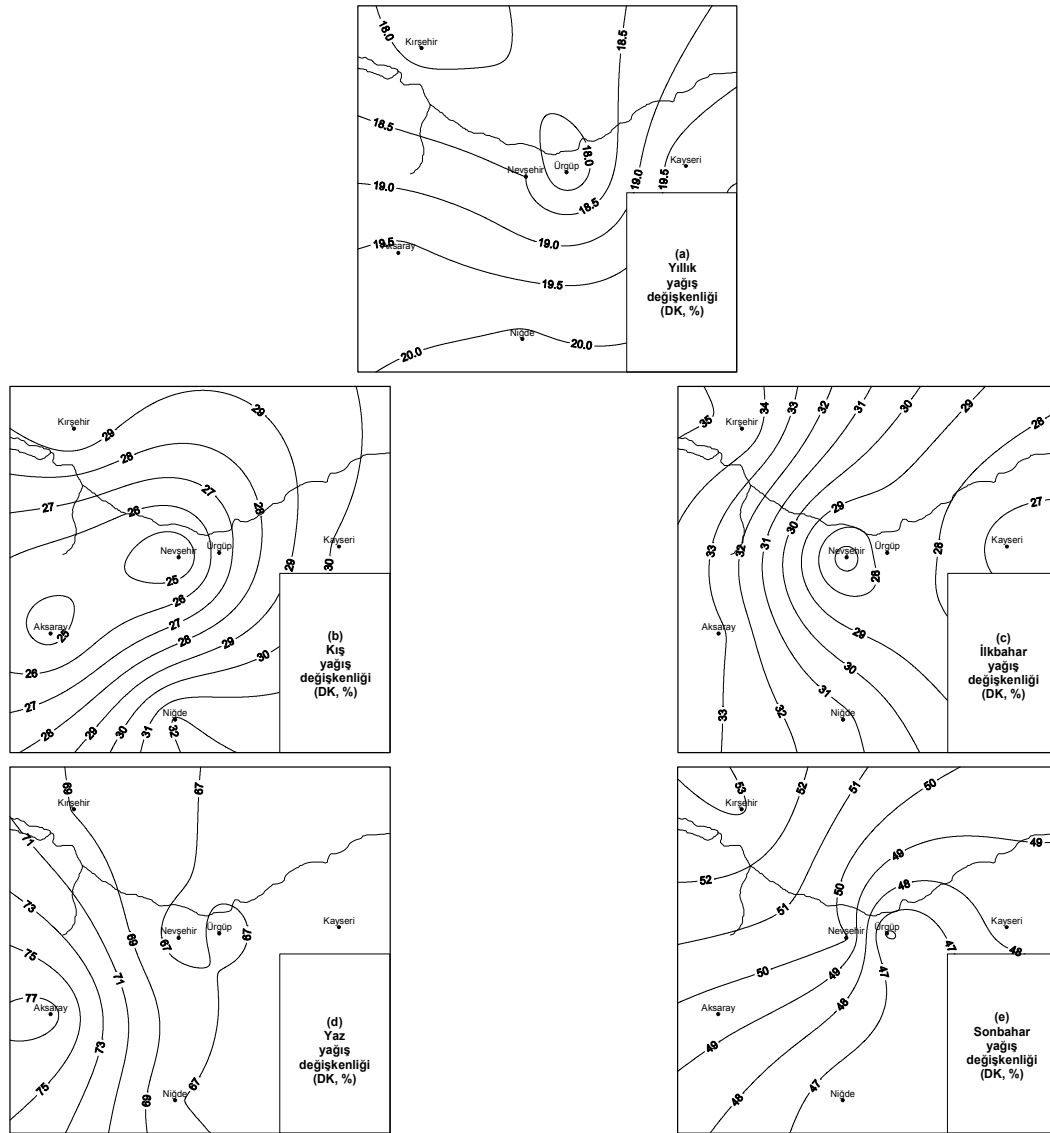 18.0
Kırşehir
18.5
18.5
18.0
Nevşehir
Ürgüp
Kayseri
19.0
19.0
19.5
18.5
19.0
19.5
Aksaray
19.5
Niğde
20.0
20.0
(a)
Yıllık
yağış
değişkenliği
(DK, %)
Kırşehir
29
29
28
27
28
27
26
Nevşehir
Ürgüp
Kayseri
25
29
30
26
Aksaray
25
27
28
29
30
26
27
28
29
30
31
32
Niğde
(b)
Kış
yağış
değişkenliği
(DK, %)
35
Kırşehir
34
33
32
31
30
29
28
27
29
30
31
32
33
28
Nevşehir
Ürgüp
Kayseri
28
Aksaray
29
30
31
32
33
Niğde
(c)
İlkbahar
yağış
değişkenliği
(DK, %)
69
67
Kırşehir
71
73
69
67
Nevşehir
Ürgüp
67
Kayseri
75
71
77
Aksaray
73
75
69
67
Niğde
(d)
Yaz
yağış
değişkenliği
(DK, %)
53
Kırşehir
52
51
50
49
49
52
51
50
48
Nevşehir
Ürgüp
Kayseri
47
48
50
49
47
Aksaray
48
49
48
47
Niğde
(e)
Sonbahar
yağış
değişkenliği
(DK, %)